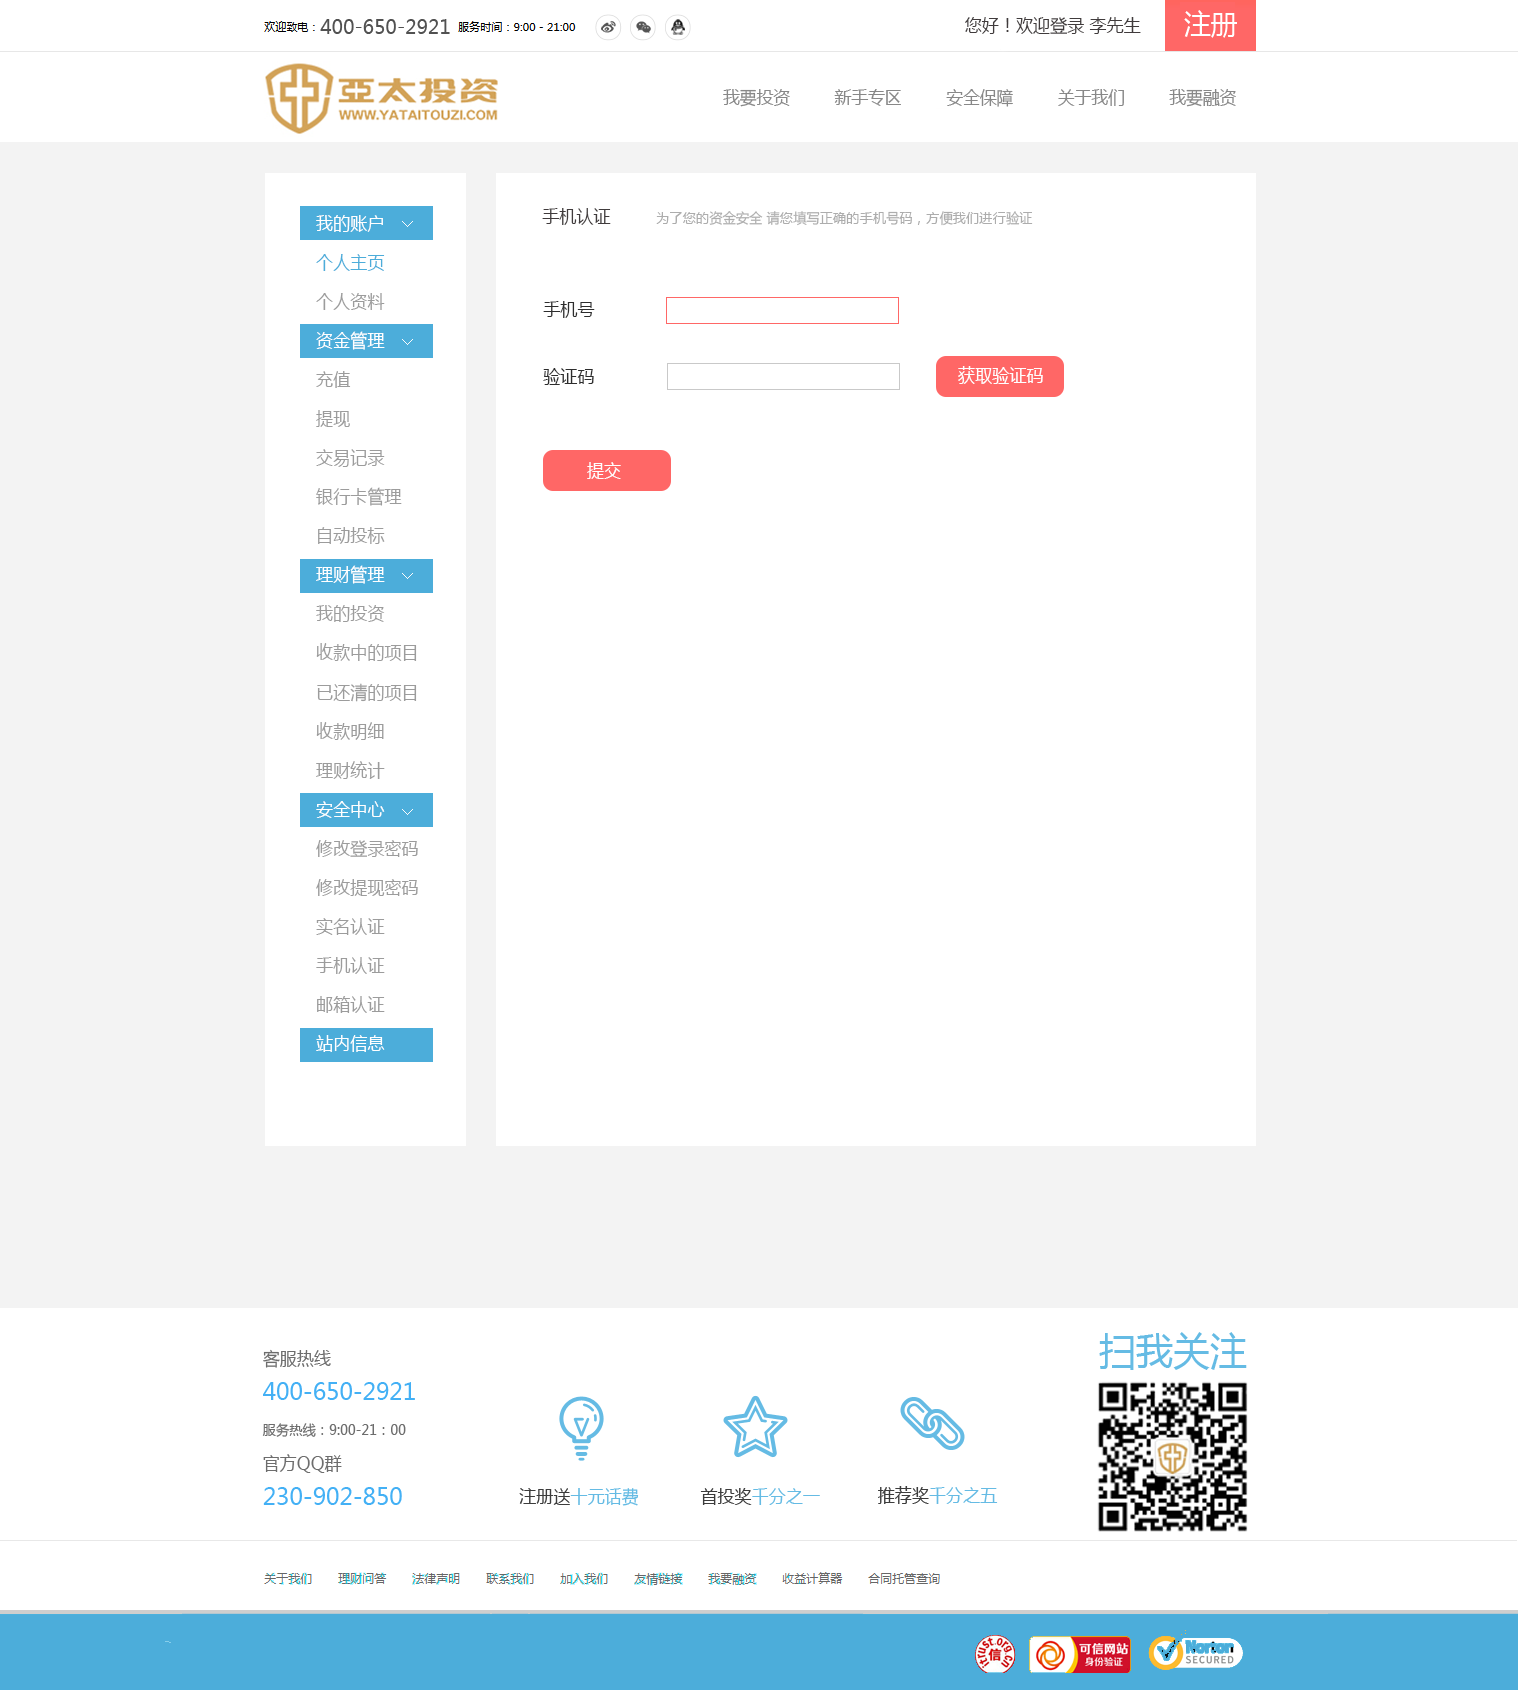 欢迎致电：400-650-2921 服务时间：9:00 - 21:00
您好！欢迎登录 李先生
注册
亞太投资
WWW.YATAITOUZI.COM
我要投资 新手专区 安全保障 关于我们 我要融资
我的账户
个人主页
个人资料
资金管理
充值
提现
交易记录
银行卡管理
自动投标
理财管理
我的投资
收款中的项目
已还清的项目
收款明细
理财统计
安全中心
修改登录密码
修改提现密码
实名认证
手机认证
邮箱认证
站内信息
手机认证 为了您的资金安全 请您填写正确的手机号码，方便我们进行验证
手机号
验证码 获取验证码
提交
客服热线
400-650-2921
服务热线：9:00-21：00
官方QQ群
230-902-850
注册送十元话费
首投奖千分之一
推荐奖千分之五
扫我关注
关于我们 理财问答 法律声明 联系我们 加入我们 友情链接 我要融资 收益计算器 合同托管查询
itrust.org.cn
信
可信网站
身份验证
Norton
SECURED